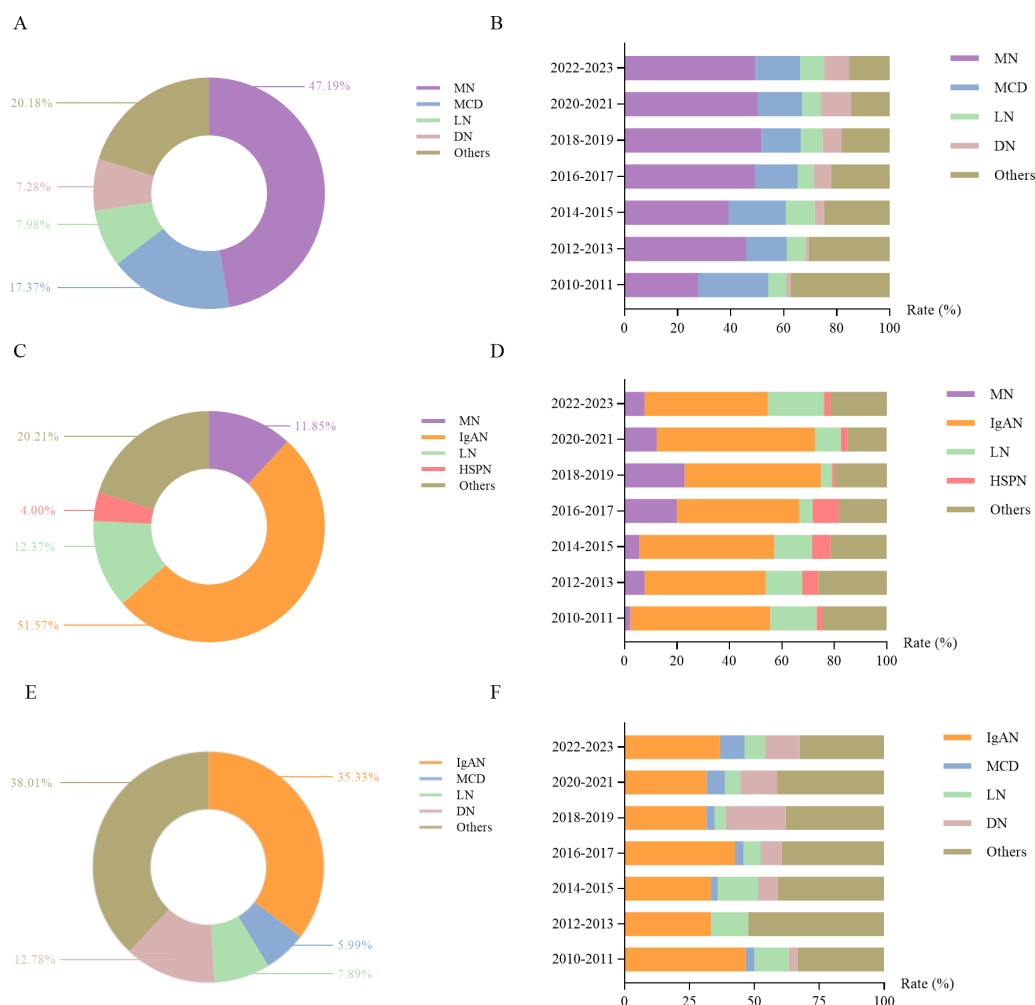 A
47.19%
20.18%
7.28%
7.98%
17.37%
MN
MCD
LN
DN
Others
B
2022-2023
2020-2021
2018-2019
2016-2017
2014-2015
2012-2013
2010-2011
Rate (%)
0 20 40 60 80 100
MN
MCD
LN
DN
Others
C
11.85%
20.21%
4.00%
12.37%
51.57%
MN
IgAN
LN
HSPN
Others
D
2022-2023
2020-2021
2018-2019
2016-2017
2014-2015
2012-2013
2010-2011
Rate (%)
0 20 40 60 80 100
MN
IgAN
LN
HSPN
Others
E
38.01%
35.33%
12.78%
5.99%
7.89%
IgAN
MCD
LN
DN
Others
F
2022-2023
2020-2021
2018-2019
2016-2017
2014-2015
2012-2013
2010-2011
Rate (%)
0 25 50 75 100
IgAN
MCD
LN
DN
Others